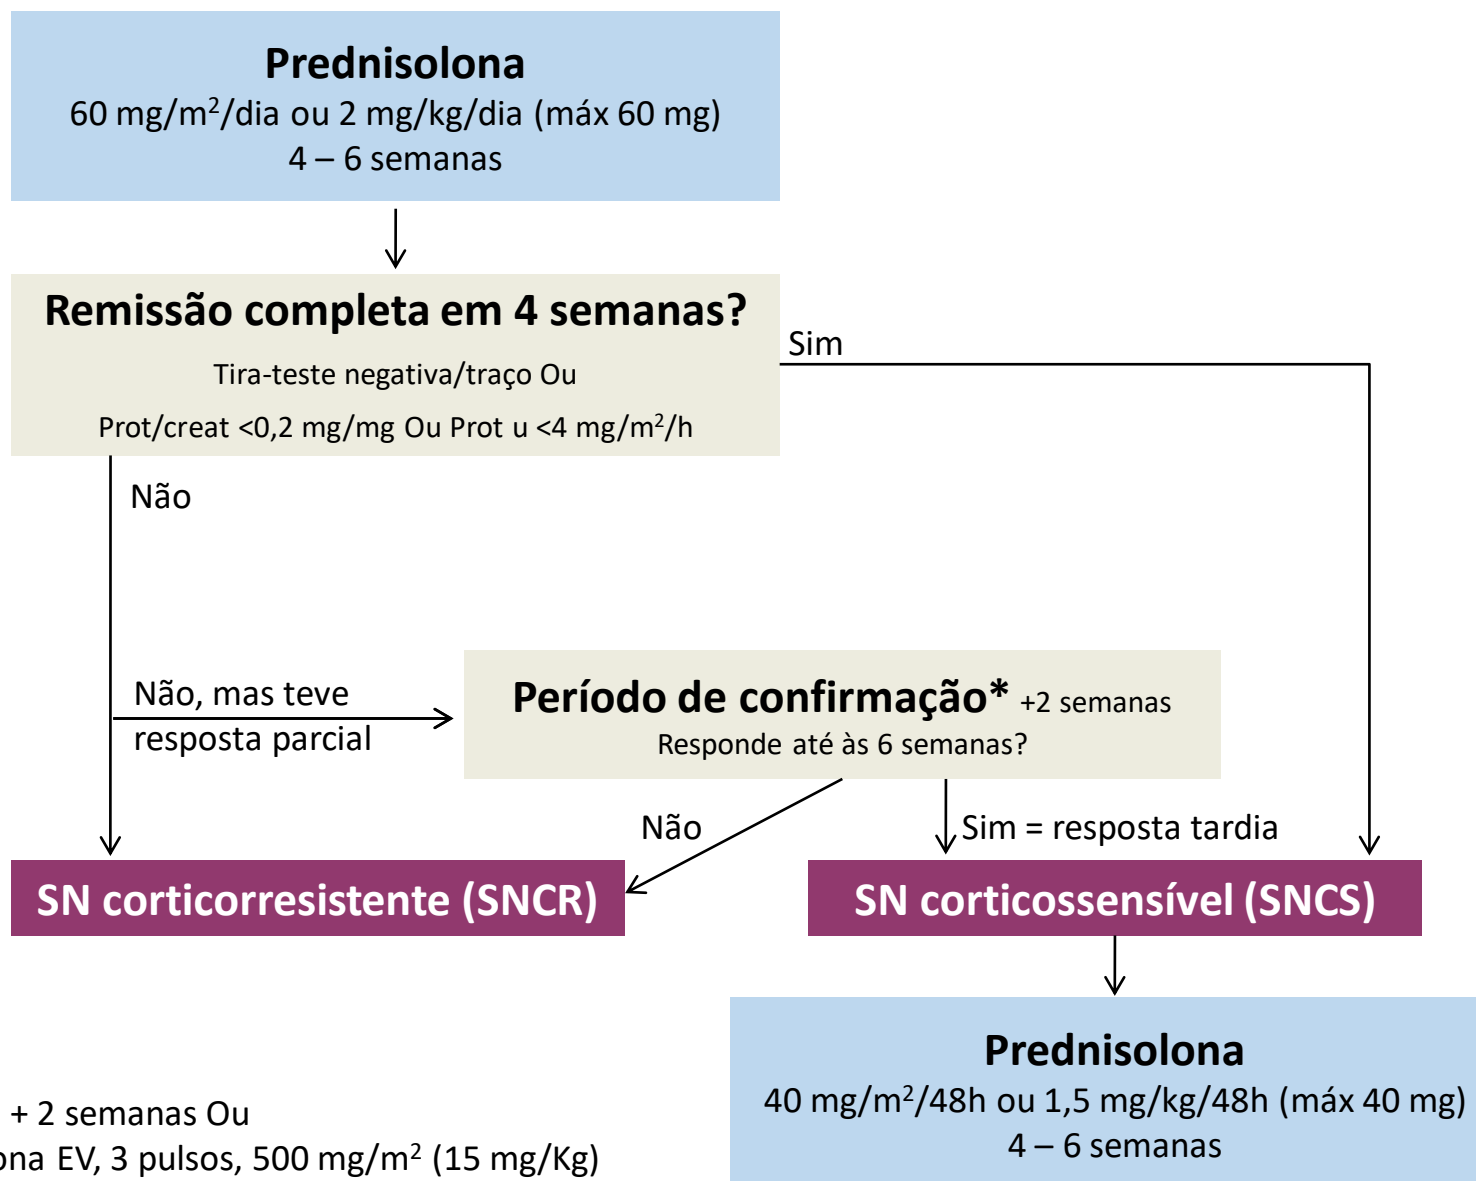 Prednisolona
60 mg/m²/dia ou 2 mg/kg/dia (máx 60 mg)
4 – 6 semanas
Remissão completa em 4 semanas?
Tira-teste negativa/traço Ou
Prot/creat <0,2 mg/mg Ou Prot u <4 mg/m²/h
Sim
Não
Não, mas teve
resposta parcial
Período de confirmação* +2 semanas
Responde até às 6 semanas?
Não
Sim = resposta tardia
SN corticorresistente (SNCR)
SN corticossensível (SNCS)
Prednisolona
40 mg/m²/48h ou 1,5 mg/kg/48h (máx 40 mg)
4 – 6 semanas
+ 2 semanas Ou
EV, 3 pulsos, 500 mg/m² (15 mg/Kg)